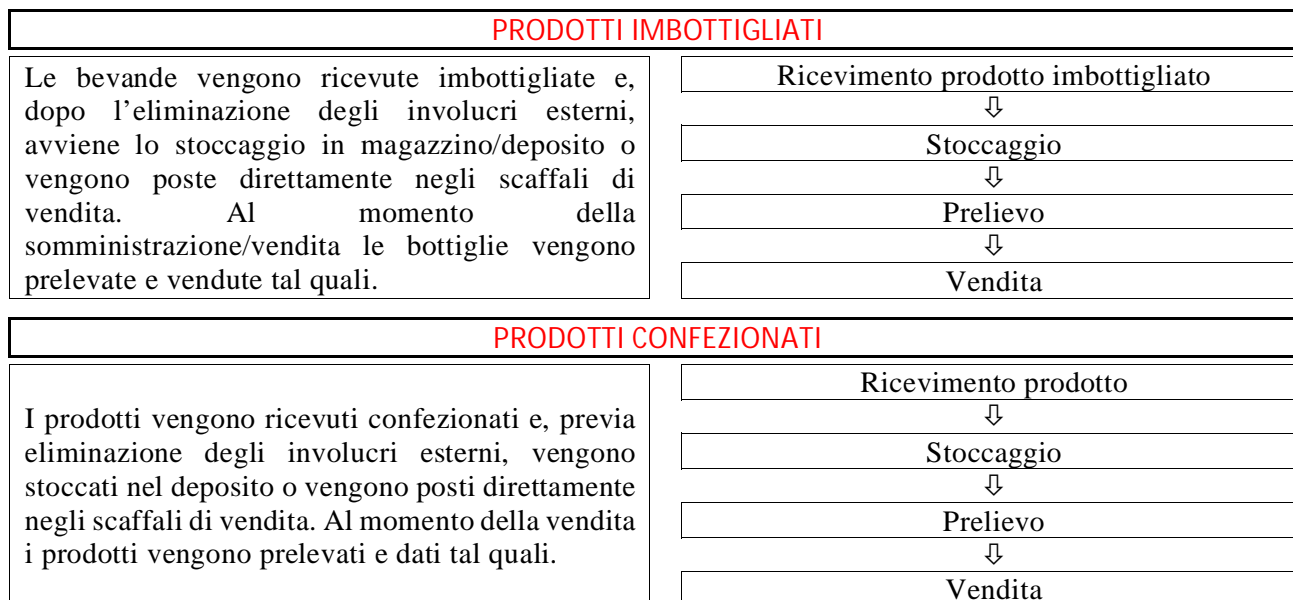 PRODOTTI IMBOTTIGLIATI
Le bevande vengono ricevute imbottigliate e,
dopo l’eliminazione degli involucri esterni,
avviene lo stoccaggio in magazzino/deposito o
vengono poste direttamente negli scaffali di
vendita. Al momento della
somministrazione/vendita le bottiglie vengono
prelevate e vendute tal quali.
Ricevimento prodotto imbottigliato
⇩
Stoccaggio
⇩
Prelievo
⇩
Vendita
PRODOTTI CONFEZIONATI
I prodotti vengono ricevuti confezionati e, previa
eliminazione degli involucri esterni, vengono
stoccati nel deposito o vengono posti direttamente
negli scaffali di vendita. Al momento della vendita
i prodotti vengono prelevati e dati tal quali.
Ricevimento prodotto
⇩
Stoccaggio
⇩
Prelievo
⇩
Vendita